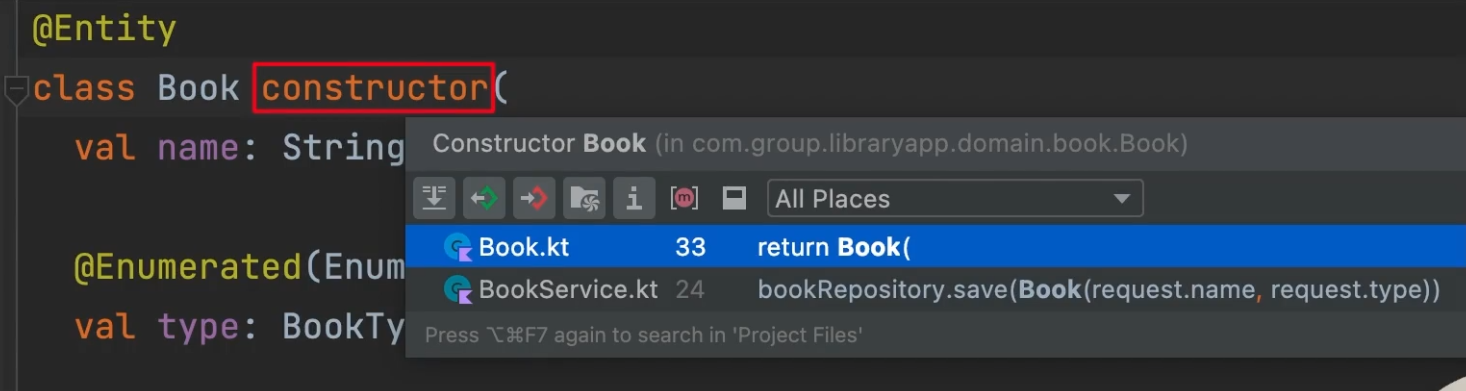 @Entity
class Book constructor(
val name: String
Constructor Book (in com.group.libraryapp.domain.book.Book)
All Places
Book.kt 33 return Book(
@Enumerated(Enum
BookService.kt 24 bookRepository.save(Book(request.name, request.type))
val type: BookTy
Press ⌥⌘F7 again to search in 'Project Files'